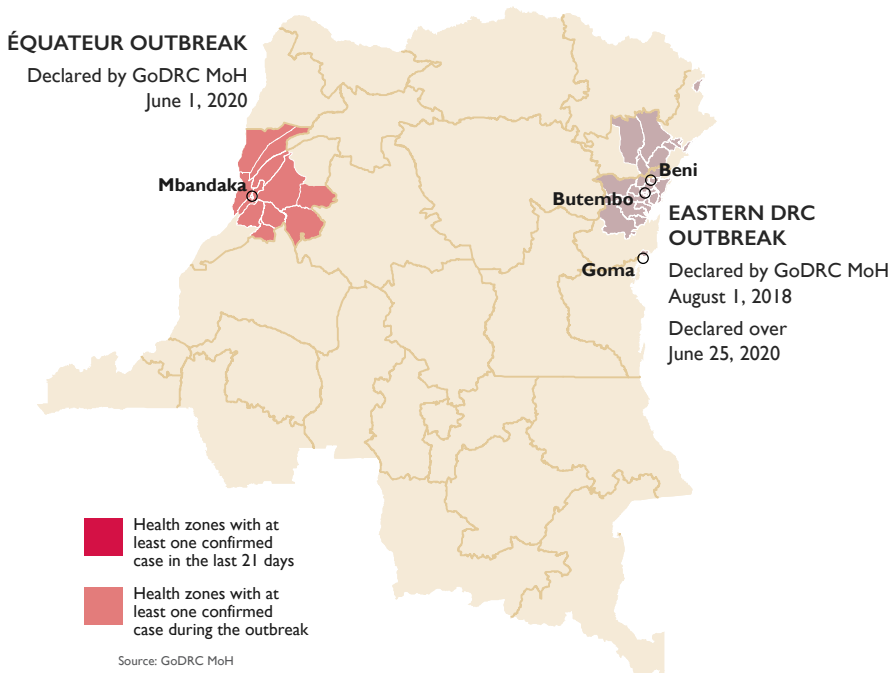 ÉQUATEUR OUTBREAK
Declared by GoDRC MoH
June 1, 2020
Mbandaka
Beni
Butembo
EASTERN DRC
OUTBREAK
Goma
Declared by GoDRC MoH
August 1, 2018
Declared over
June 25, 2020
Health zones with at
least one confirmed
case in the last 21 days
Health zones with at
least one confirmed
case during the outbreak
Source: GoDRC MoH